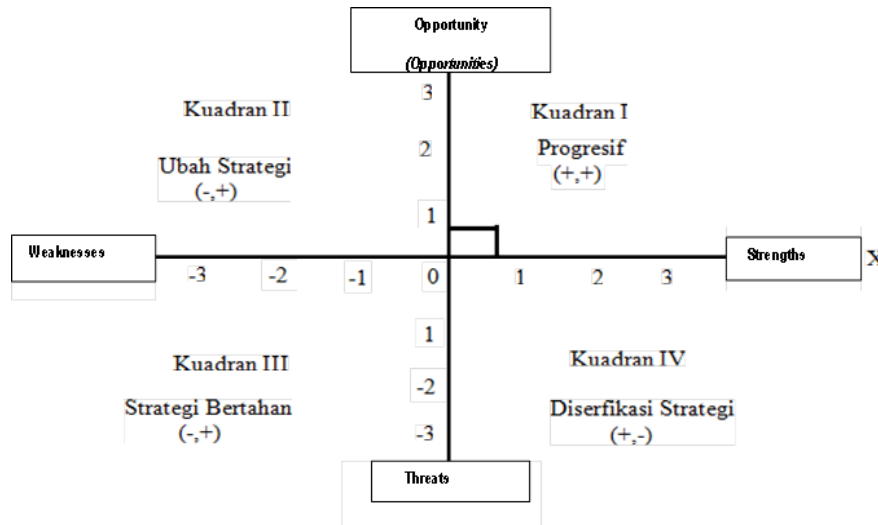 Opportunity
(Opportunities)
3
Kuadran II
Kuadran I
2
Ubah Strategi
(-,+)
Progresif
(+,+)
1
Weaknesses
Strengths
X
-3
-2
-1
0
1
2
3
1
Kuadran III
Kuadran IV
-2
Strategi Bertahan
(-,+)
Diserfikasi Strategi
(+,-)
-3
Threats